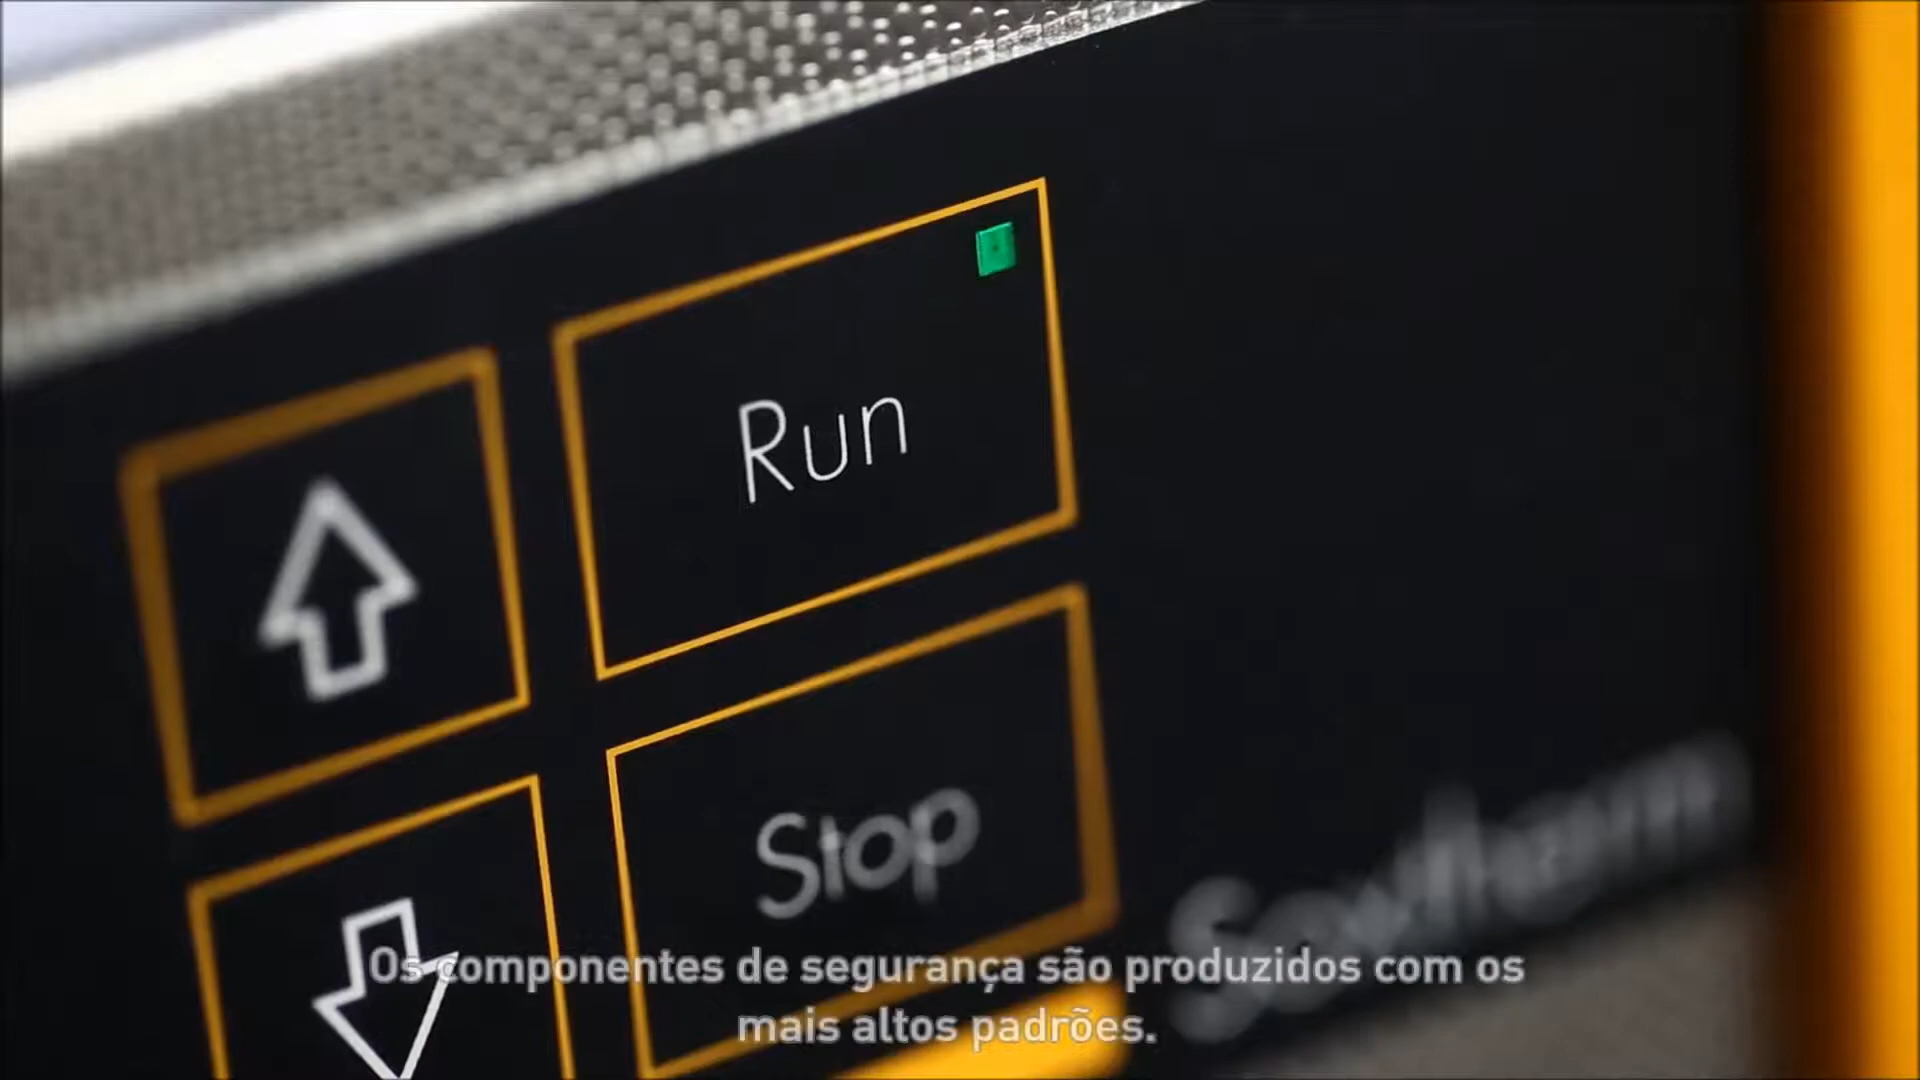 Run
Stop
Os componentes de segurança são produzidos com os
mais altos padrões.